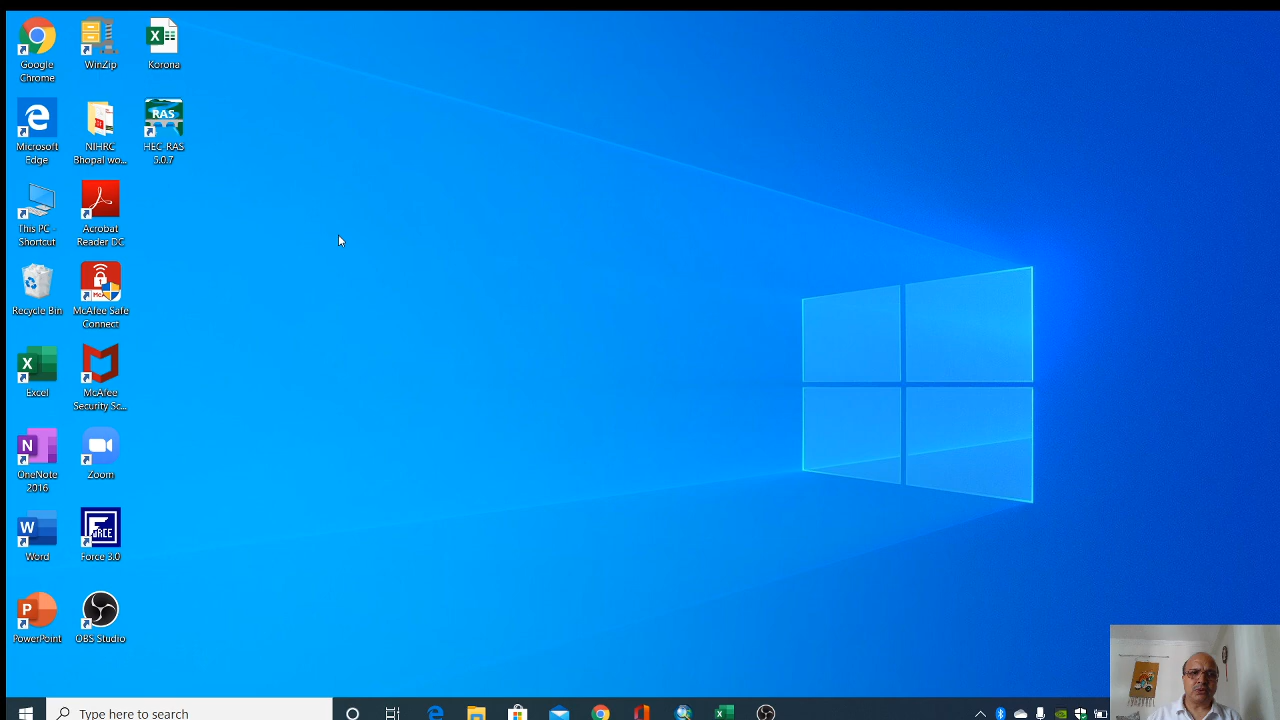 Google
Chrome
WinZip
Korona
Microsoft
Edge
NIHRC
Bhopal wo...
RAS
HEC-RAS
5.0.7
This PC -
Shortcut
Acrobat
Reader DC
Recycle Bin
McAfee Safe
Connect
Excel
McAfee
Security Sc...
OneNote
2016
Zoom
Word
FREE
Force 3.0
PowerPoint
OBS Studio
Type here to search